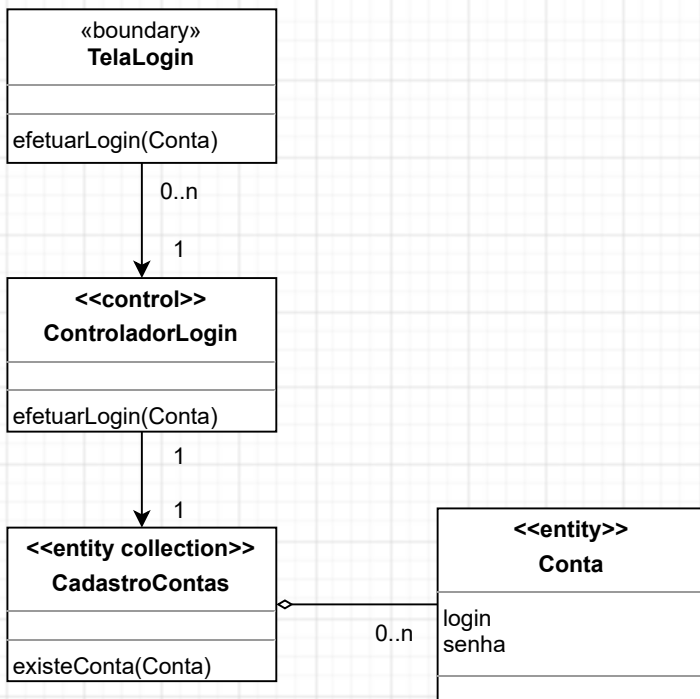 «boundary»
TelaLogin
efetuarLogin(Conta)
0..n
1
<<control>>
ControladorLogin
efetuarLogin(Conta)
1
1
<<entity collection>>
CadastroContas
existeConta(Conta)
0..n
<<entity>>
Conta
login
senha